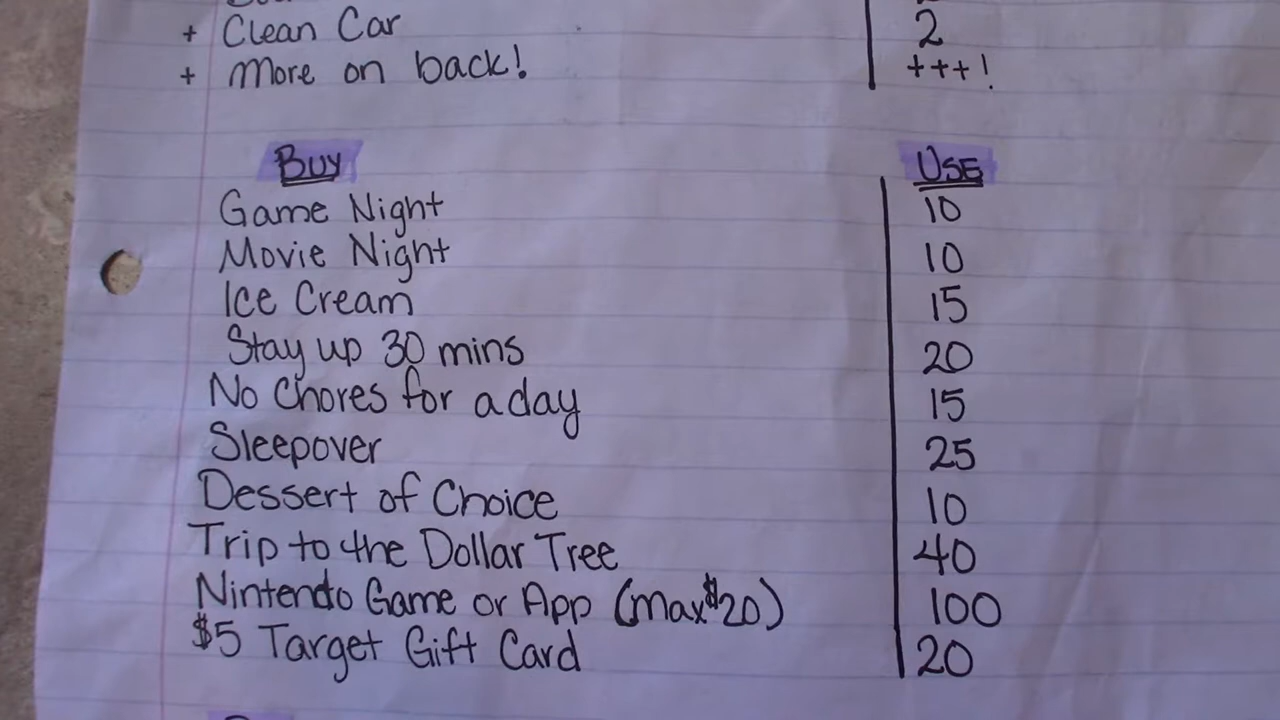 + Clean Car 2
+ More on back! +++!
Buy Use
Game Night 10
Movie Night 10
Ice Cream 15
Stay up 30 mins 20
No Chores for a day 15
Sleepover 25
Dessert of Choice 10
Trip to the Dollar Tree 40
Nintendo Game or App (max $20) 100
$5 Target Gift Card 20